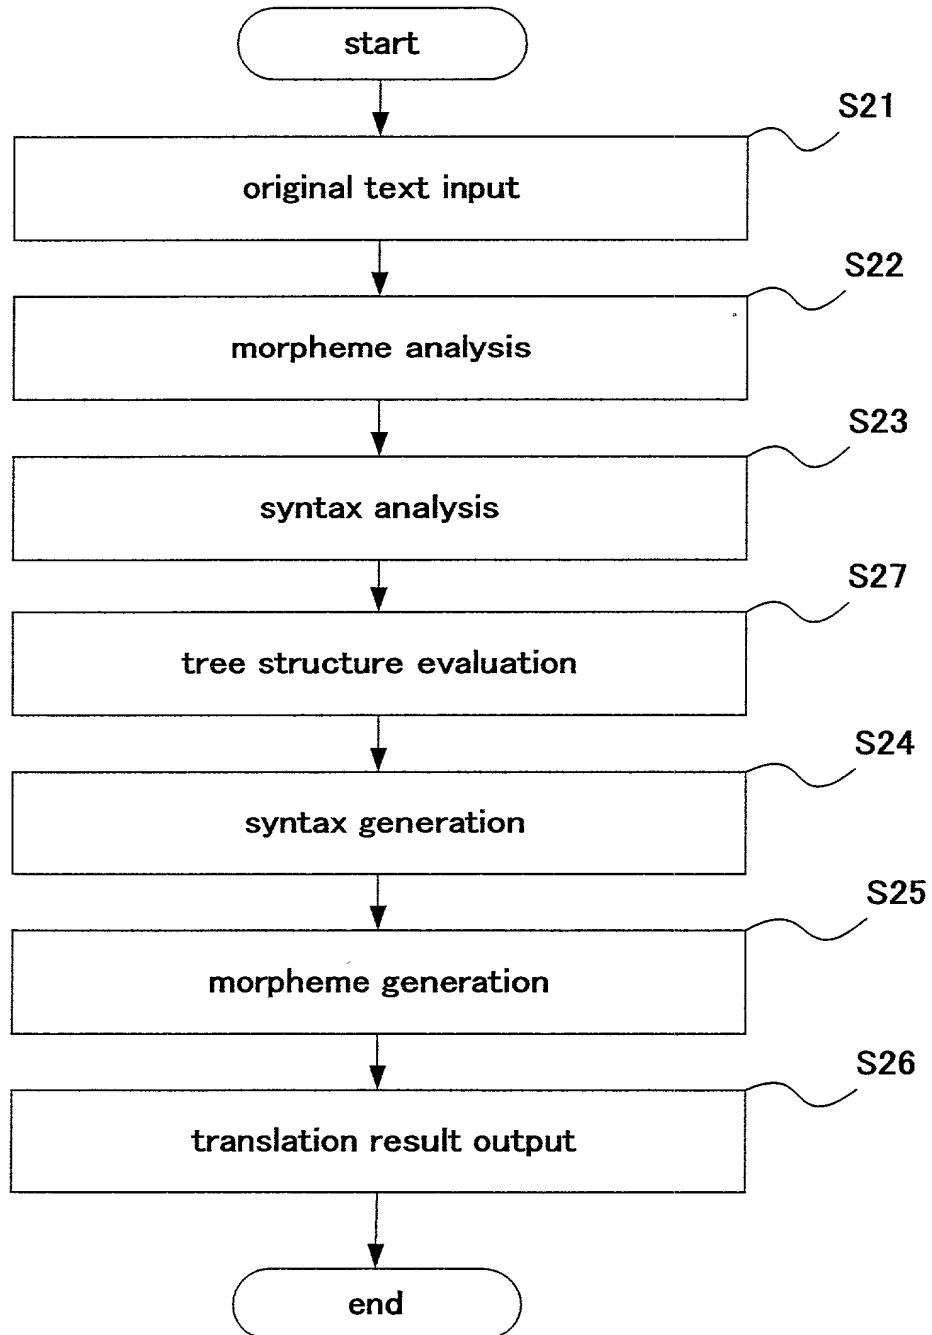 start
S21
original text input
S22
morpheme analysis
S23
syntax analysis
S27
tree structure evaluation
S24
syntax generation
S25
morpheme generation
S26
translation result output
end